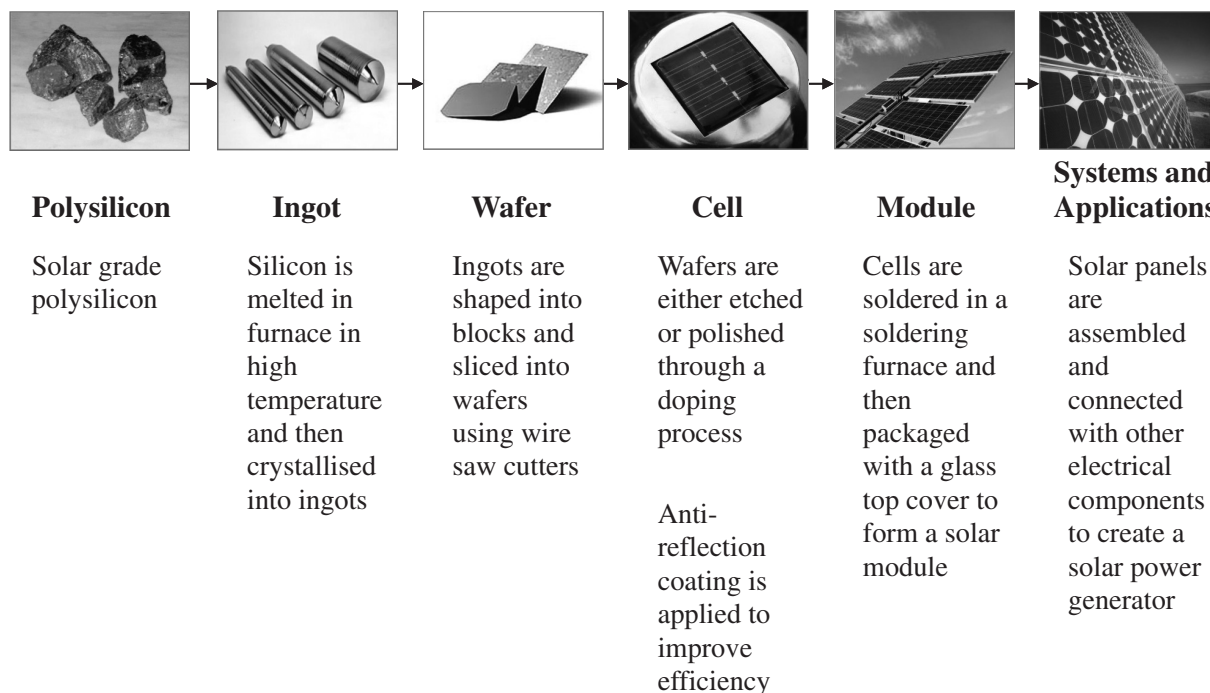 Polysilicon
Solar grade
polysilicon
Ingot
Silicon is
melted in
furnace in
high
temperature
and then
crystallised
into ingots
Wafer
Ingots are
shaped into
blocks and
sliced into
wafers
using wire
saw cutters
Cell
Wafers are
either etched
or polished
through a
doping
process
Anti-
reflection
coating is
applied to
improve
efficiency
Module
Cells are
soldered in a
soldering
furnace and
then
packaged
with a glass
top cover to
form a solar
module
Systems and
Applications
Solar panels
are
assembled
and
connected
with other
electrical
components
to create a
solar power
generator